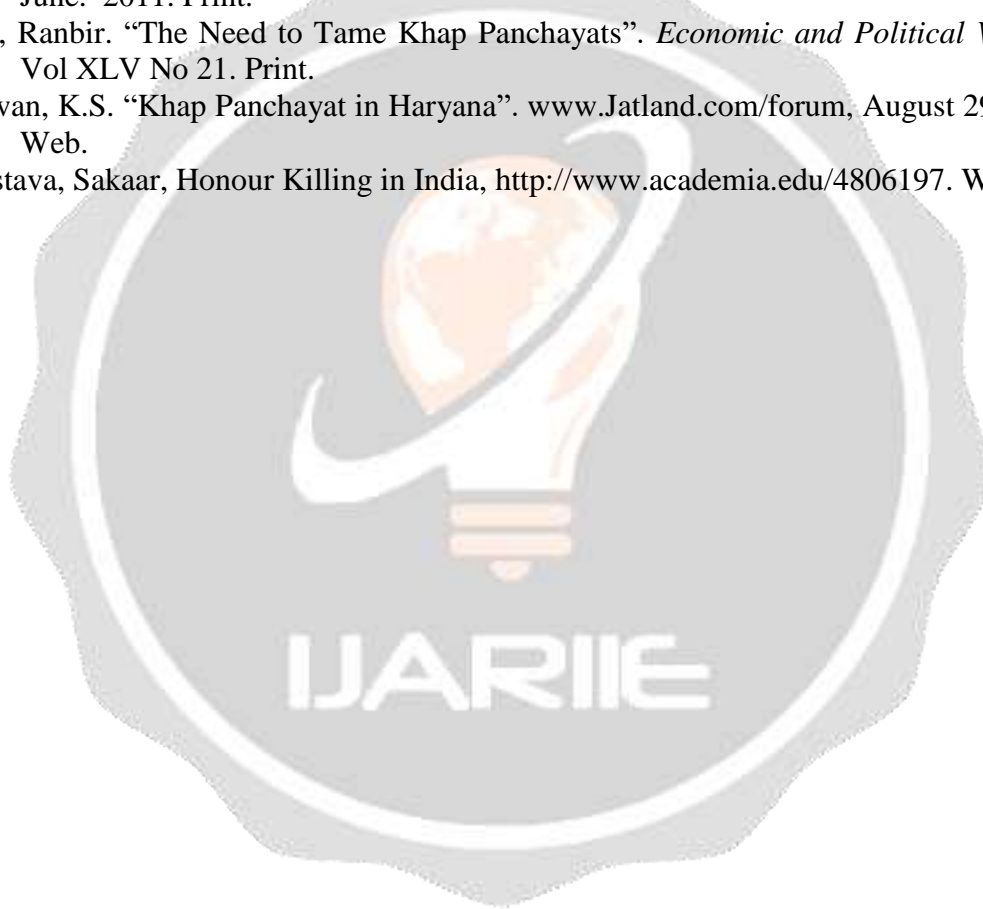 June. 2011. Print.
, Ranbir. “The Need to Tame Khap Panchayats”. Economic and Political
Vol XLV No 21. Print.
wan, K.S. “Khap Panchayat in Haryana”. www.Jatland.com/forum, August 29
Web.
stava, Sakaar, Honour Killing in India, http://www.academia.edu/4806197. W
IJARIIE